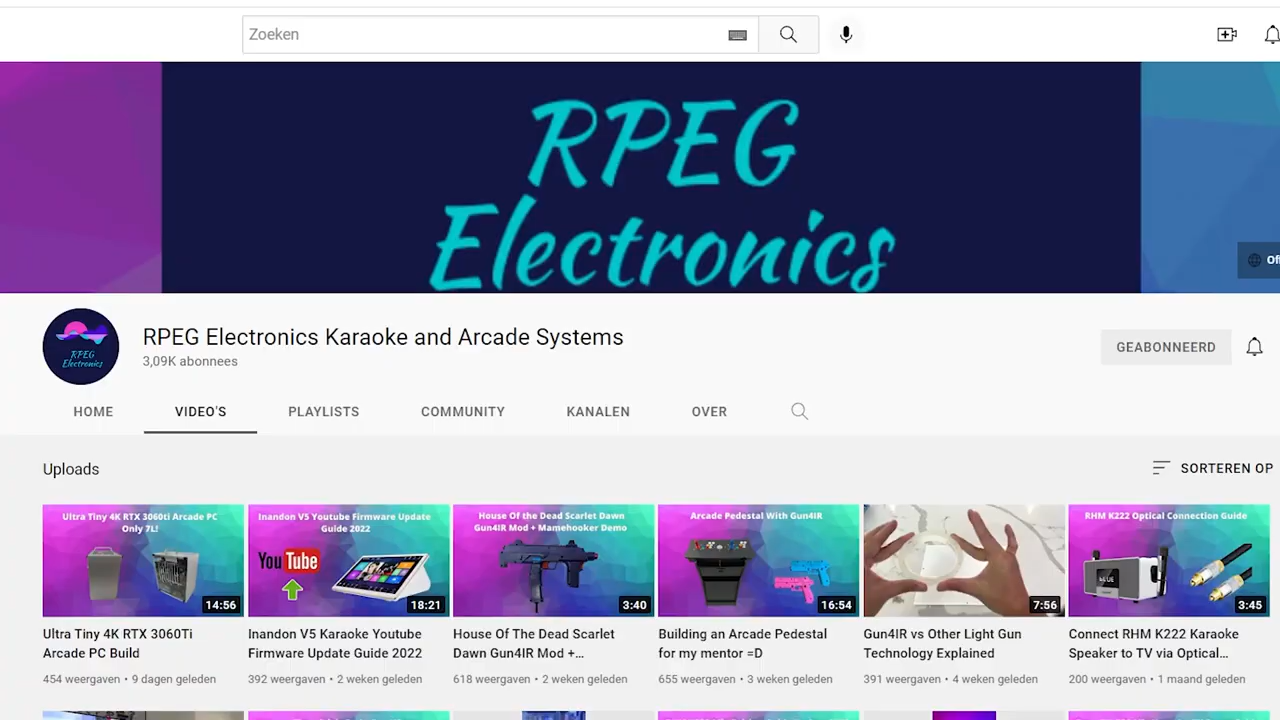 Zoeken
RPEG
Electronics
Of
RPEG
Electronics
RPEG Electronics Karaoke and Arcade Systems
3,09K abonnees
GEABONNEERD
HOME VIDEO'S PLAYLISTS COMMUNITY KANALEN OVER
Uploads
SORTEREN OP
Ultra Tiny 4K RTX 3060ti Arcade PC
Only 7L!
14:56
Ultra Tiny 4K RTX 3060Ti
Arcade PC Build
454 weergaven • 9 dagen geleden
Inandon V5 Youtube Firmware Update
Guide 2022
YouTube
18:21
Inandon V5 Karaoke Youtube
Firmware Update Guide 2022
392 weergaven • 2 weken geleden
House Of the Dead Scarlet Dawn
Gun4IR Mod + Mamehooker Demo
3:40
House Of The Dead Scarlet
Dawn Gun4IR Mod +...
618 weergaven • 2 weken geleden
Arcade Pedestal With Gun4IR
16:54
Building an Arcade Pedestal
for my mentor =D
655 weergaven • 3 weken geleden
7:56
Gun4IR vs Other Light Gun
Technology Explained
391 weergaven • 4 weken geleden
RHM K222 Optical Connection Guide
3:45
Connect RHM K222 Karaoke
Speaker to TV via Optical...
200 weergaven • 1 maand geleden